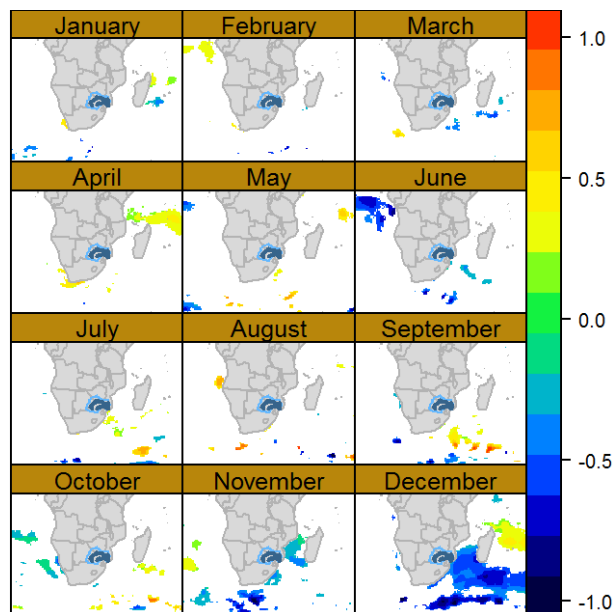 January February March
1.0
April May June
0.5
0.0
July August September
-0.5
October November December
-1.0